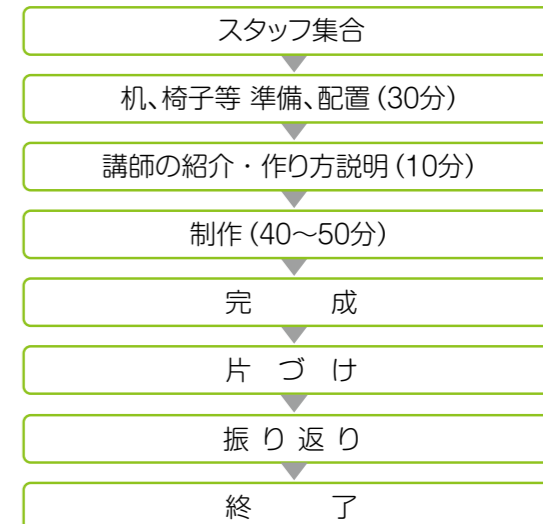 スタッフ集合
机、椅子等 準備、配置(30分)
講師の紹介・作り方説明(10分)
制作(40〜50分)
完　成
片づけ
振り返り
終　了